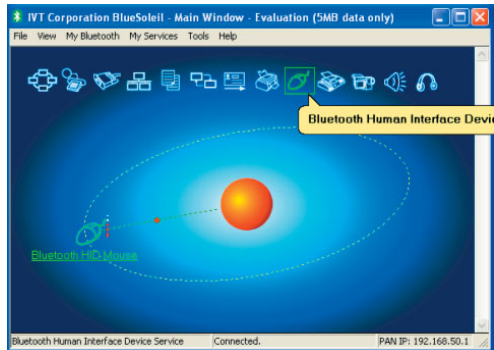 IVT Corporation BlueSoleil - Main Window - Evaluation (5MB data only)
File View My Bluetooth My Services Tools Help
Bluetooth Human Interface Devi
Bluetooth HID-Mouse
Bluetooth Human Interface Device Service Connected. PAN IP: 192.168.50.1